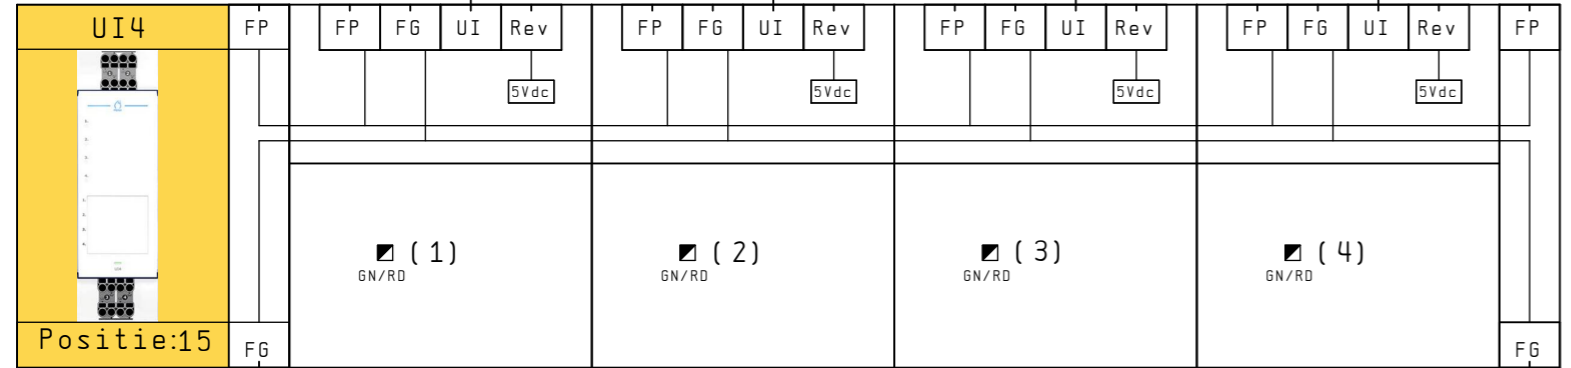 UI4 FP FP FG UI Rev FP FG UI Rev FP FG UI Rev FP FG UI Rev FP
5Vdc 5Vdc 5Vdc 5Vdc
(1) (2) (3) (4)
GN/RD GN/RD GN/RD GN/RD
Positie:15 FG FG